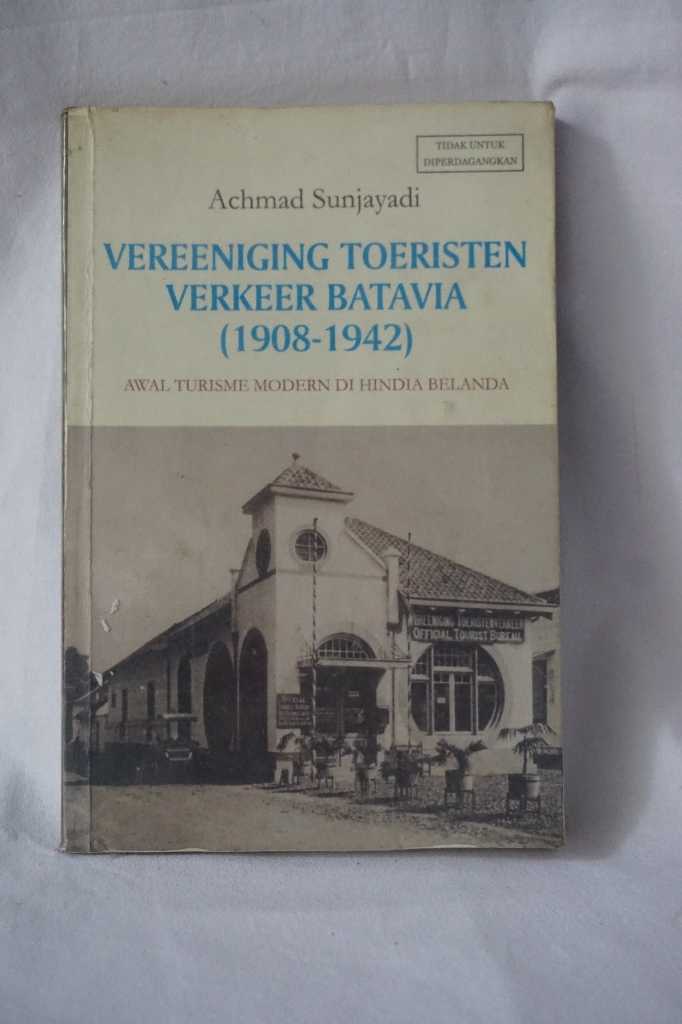 TIDAK UNTUK
DIPERDAGANGKAN
Achmad Sunjayadi
VEREENIGING TOERISTEN
VERKEER BATAVIA
(1908-1942)
AWAL TURISME MODERN DI HINDIA BELANDA
VEREENIGING TOERISTENVERKEER
OFFICIAL TOURIST BUREAU